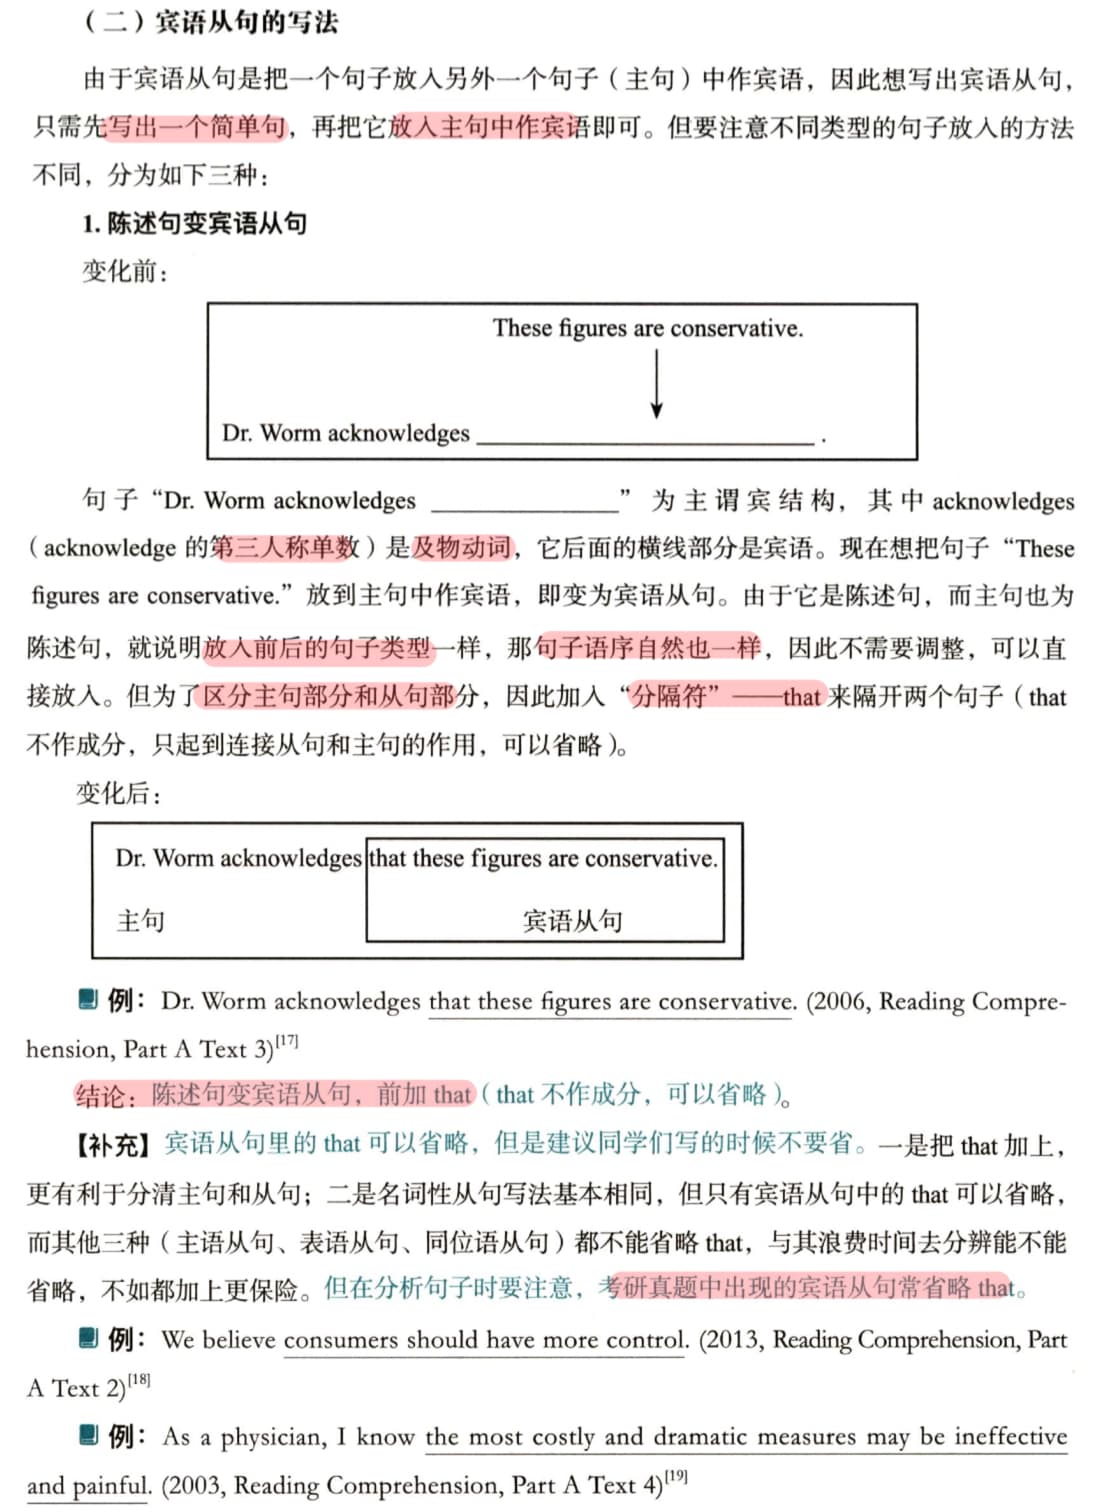 （二）宾语从句的写法
由于宾语从句是把一个句子放入另外一个句子（主句）中作宾语，因此想写出宾语从句，
只需先写出一个简单句，再把它放入主句中作宾语即可。但要注意不同类型的句子放入的方法
不同，分为如下三种：
1. 陈述句变宾语从句
变化前：
These figures are conservative.
Dr. Worm acknowledges ____________________ .
句子“Dr. Worm acknowledges ____________”为主谓宾结构，其中 acknowledges
（acknowledge 的第三人称单数）是及物动词，它后面的横线部分是宾语。现在想把句子“These
figures are conservative.”放到主句中作宾语，即变为宾语从句。由于它是陈述句，而主句也为
陈述句，就说明放入前后的句子类型一样，那句子语序自然也一样，因此不需要调整，可以直
接放入。但为了区分主句部分和从句部分，因此加入“分隔符”——that 来隔开两个句子（that
不作成分，只起到连接从句和主句的作用，可以省略）。
变化后：
Dr. Worm acknowledges that these figures are conservative.
主句 宾语从句
例：Dr. Worm acknowledges that these figures are conservative. (2006, Reading Compre-
hension, Part A Text 3)[17]
结论：陈述句变宾语从句，前加 that（that 不作成分，可以省略）。
【补充】宾语从句里的 that 可以省略，但是建议同学们写的时候不要省。一是把 that 加上，
更有利于分清主句和从句；二是名词性从句写法基本相同，但只有宾语从句中的 that 可以省略，
而其他三种（主语从句、表语从句、同位语从句）都不能省略 that，与其浪费时间去分辨能不能
省略，不如都加上更保险。但在分析句子时要注意，考研真题中出现的宾语从句常省略 that。
例：We believe consumers should have more control. (2013, Reading Comprehension, Part
A Text 2)[18]
例：As a physician, I know the most costly and dramatic measures may be ineffective
and painful. (2003, Reading Comprehension, Part A Text 4)[19]